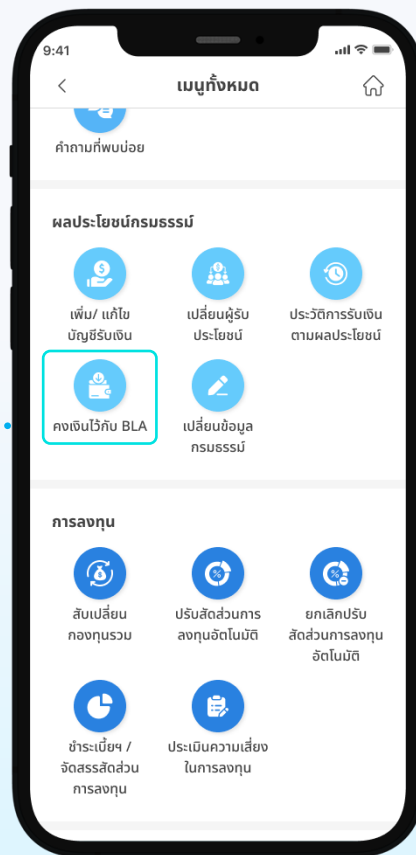 9:41
เมนูทั้งหมด
คำถามที่พบบ่อย
ผลประโยชน์กรมธรรม์
เพิ่ม/ แก้ไข
บัญชีรับเงิน
เปลี่ยนผู้รับ
ประโยชน์
ประวัติการรับเงิน
ตามผลประโยชน์
คงเงินไว้กับ BLA
เปลี่ยนข้อมูล
กรมธรรม์
การลงทุน
สับเปลี่ยน
กองทุนรวม
ปรับสัดส่วนการ
ลงทุนอัตโนมัติ
ยกเลิกปรับ
สัดส่วนการลงทุน
อัตโนมัติ
ชำระเบี้ยฯ /
จัดสรรสัดส่วน
การลงทุน
ประเมินความเสี่ยง
ในการลงทุน